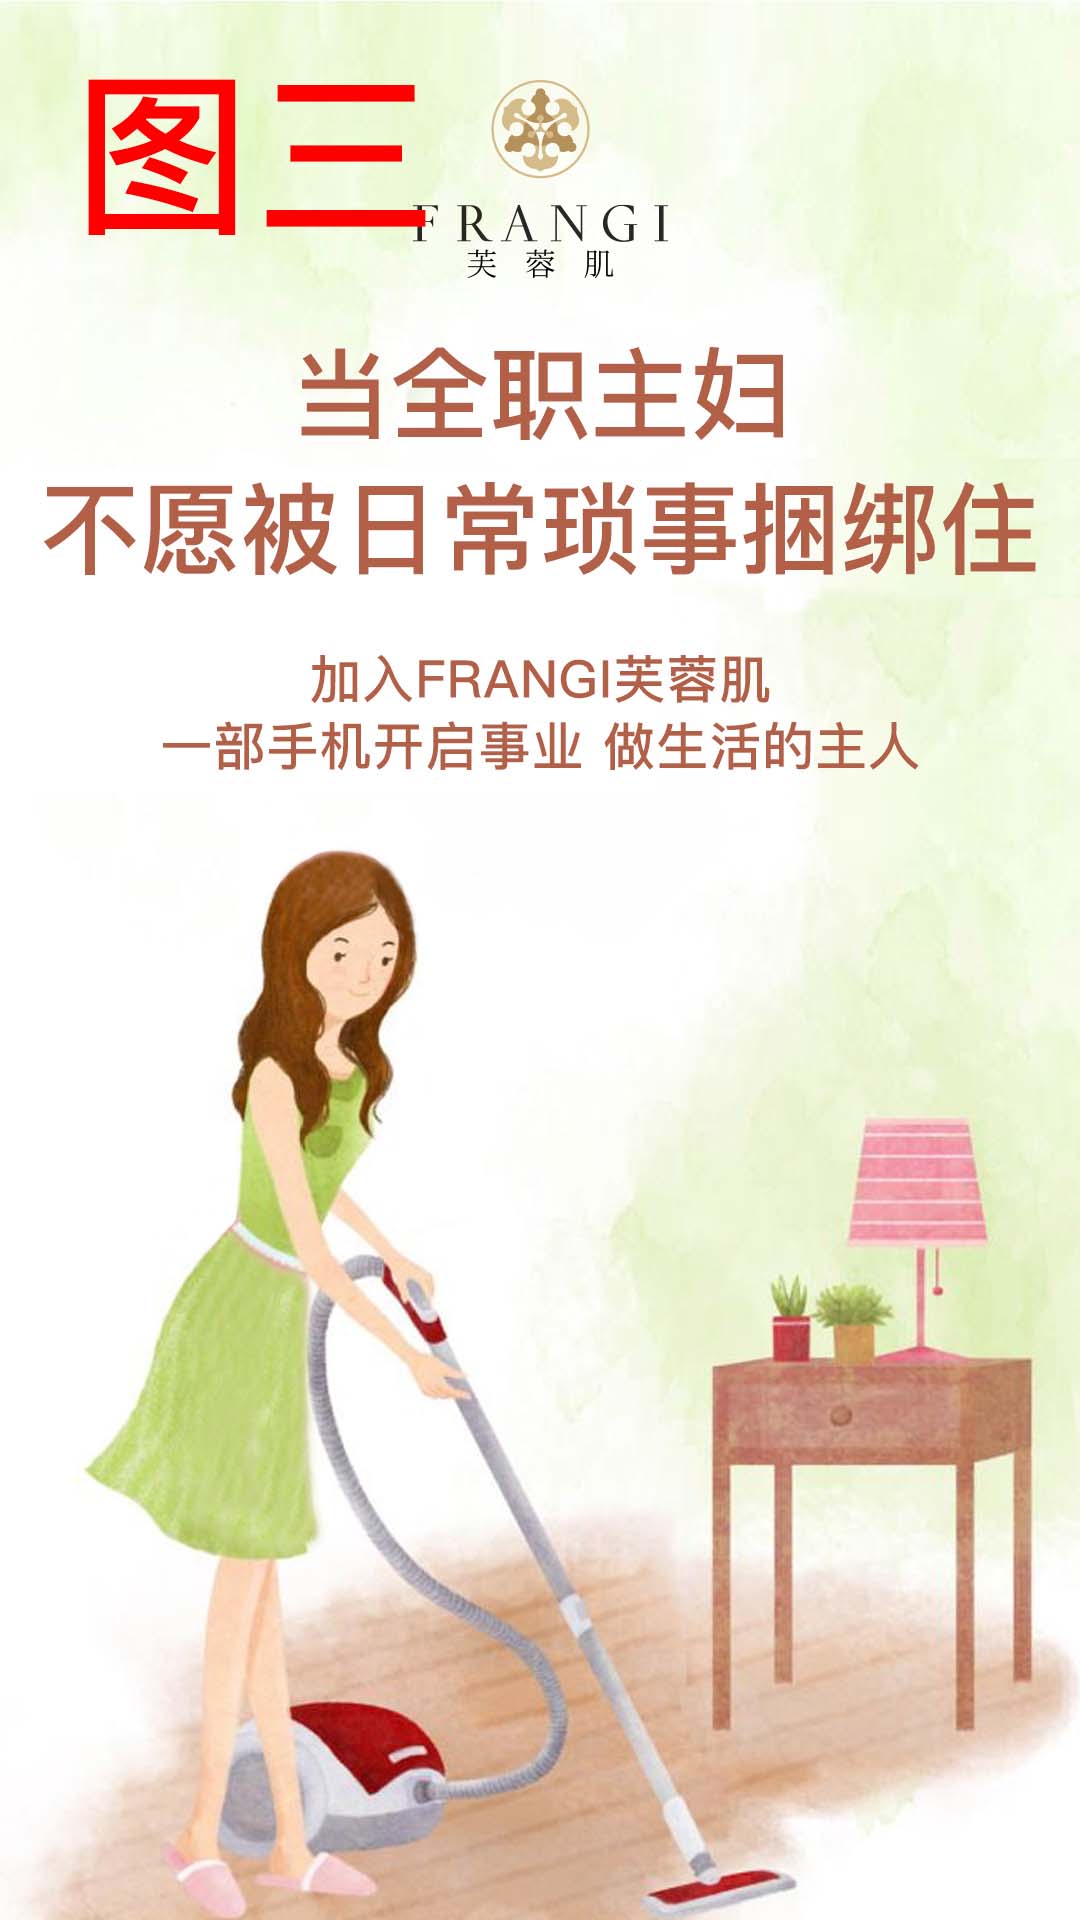 图三
FRANGI
芙蓉肌
当全职主妇
不愿被日常琐事捆绑住
加入FRANGI芙蓉肌
一部手机开启事业 做生活的主人